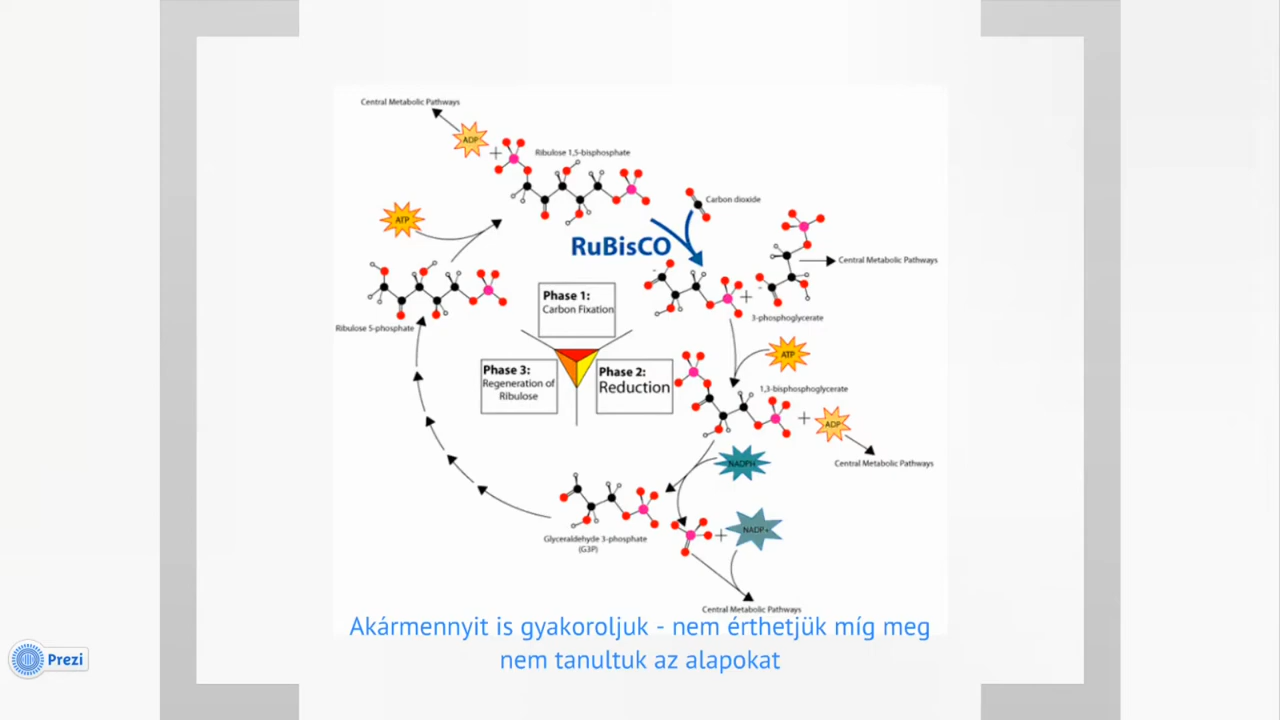 Central Metabolic Pathways
ADP
+
Ribulose 1,5-bisphosphate
Carbon dioxide
ATP
RuBisCO
Central Metabolic Pathways
-
-
+
3-phosphoglycerate
Ribulose 5-phosphate
Phase 1:
Carbon Fixation
Phase 3:
Regeneration of
Ribulose
Phase 2:
Reduction
ATP
1,3-bisphosphoglycerate
+
ADP
Central Metabolic Pathways
NADPH
Glyceraldehyde 3-phosphate
(G3P)
+
NADP+
Central Metabolic Pathways
Akármennyit is gyakoroljuk - nem érthetjük míg meg
nem tanultuk az alapokat
Prezi